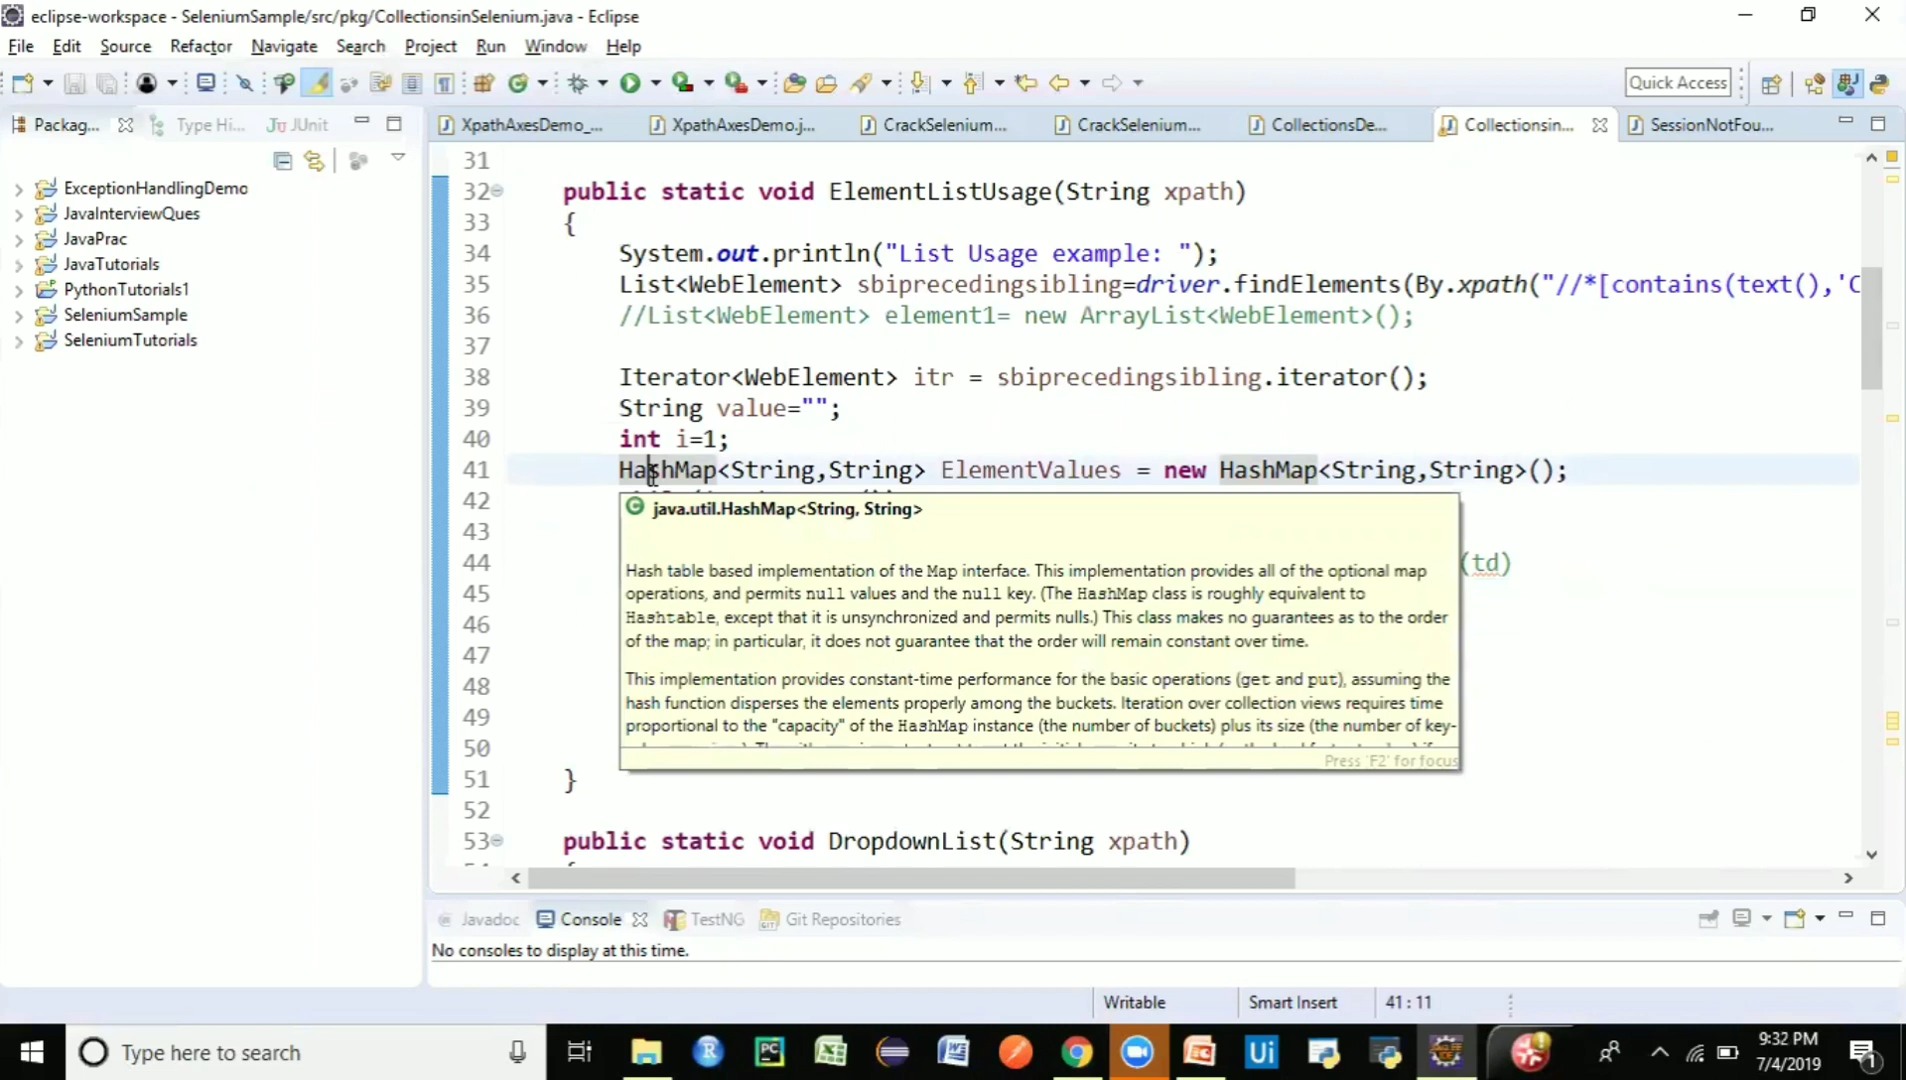 eclipse-workspace - SeleniumSample/src/pkg/CollectionsinSelenium.java - Eclipse
File Edit Source Refactor Navigate Search Project Run Window Help
Quick Access
Packag... Type Hi... JUnit
XpathAxesDemo_... XpathAxesDemo.j... CrackSelenium... CrackSelenium... CollectionsDe... Collectionsin... SessionNotFou...
ExceptionHandlingDemo
JavaInterviewQues
JavaPrac
JavaTutorials
PythonTutorials1
SeleniumSample
SeleniumTutorials
31
32 public static void ElementListUsage(String xpath)
33 {
34 System.out.println("List Usage example: ");
35 List<WebElement> sbiprecedingsibling=driver.findElements(By.xpath("//*[contains(text(),'C
36 //List<WebElement> element1= new ArrayList<WebElement>();
37
38 Iterator<WebElement> itr = sbiprecedingsibling.iterator();
39 String value="";
40 int i=1;
41 HashMap<String,String> ElementValues = new HashMap<String,String>();
42
java.util.HashMap<String, String>
43
44 (td)
Hash table based implementation of the Map interface. This implementation provides all of the optional map
45 operations, and permits null values and the null key. (The HashMap class is roughly equivalent to
46 Hashtable, except that it is unsynchronized and permits nulls.) This class makes no guarantees as to the order
of the map; in particular, it does not guarantee that the order will remain constant over time.
47
48 This implementation provides constant-time performance for the basic operations (get and put), assuming the
hash function disperses the elements properly among the buckets. Iteration over collection views requires time
49 proportional to the "capacity" of the HashMap instance (the number of buckets) plus its size (the number of key-
50
Press 'F2' for focus
51 }
52
53 public static void DropdownList(String xpath)
Javadoc Console TestNG Git Repositories
No consoles to display at this time.
Writable Smart Insert 41 : 11
Type here to search
9:32 PM
7/4/2019
1